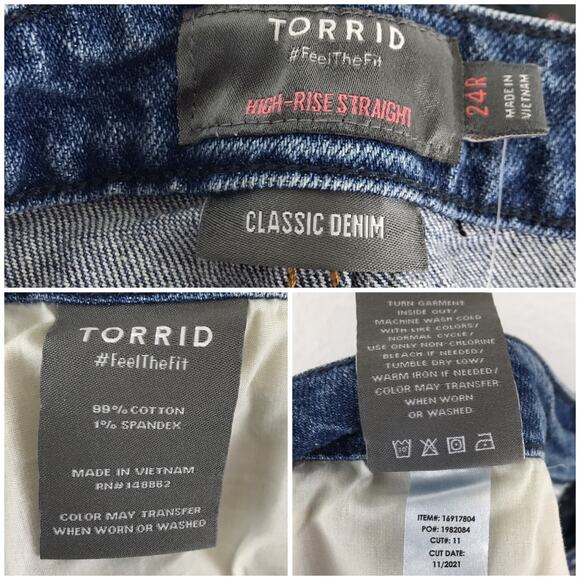 TORRID
#FeelTheFit
HIGH-RISE STRAIGHT
24R
MADE IN
VIETNAM
CLASSIC DENIM
TORRID
#FeelTheFit
99% COTTON
1% SPANDEX
MADE IN VIETNAM
RN#148862
COLOR MAY TRANSFER
WHEN WORN OR WASHED
TURN GARMENT
INSIDE OUT/
MACHINE WASH COLD
WITH LIKE COLORS/
NORMAL CYCLE/
USE ONLY NON-CHLORINE
BLEACH IF NEEDED/
TUMBLE DRY LOW/
WARM IRON IF NEEDED/
COLOR MAY TRANSFER
WHEN WORN
OR WASHED
ITEM#: 16917804
PO#: 1982084
CUT#: 11
CUT DATE:
11/2021